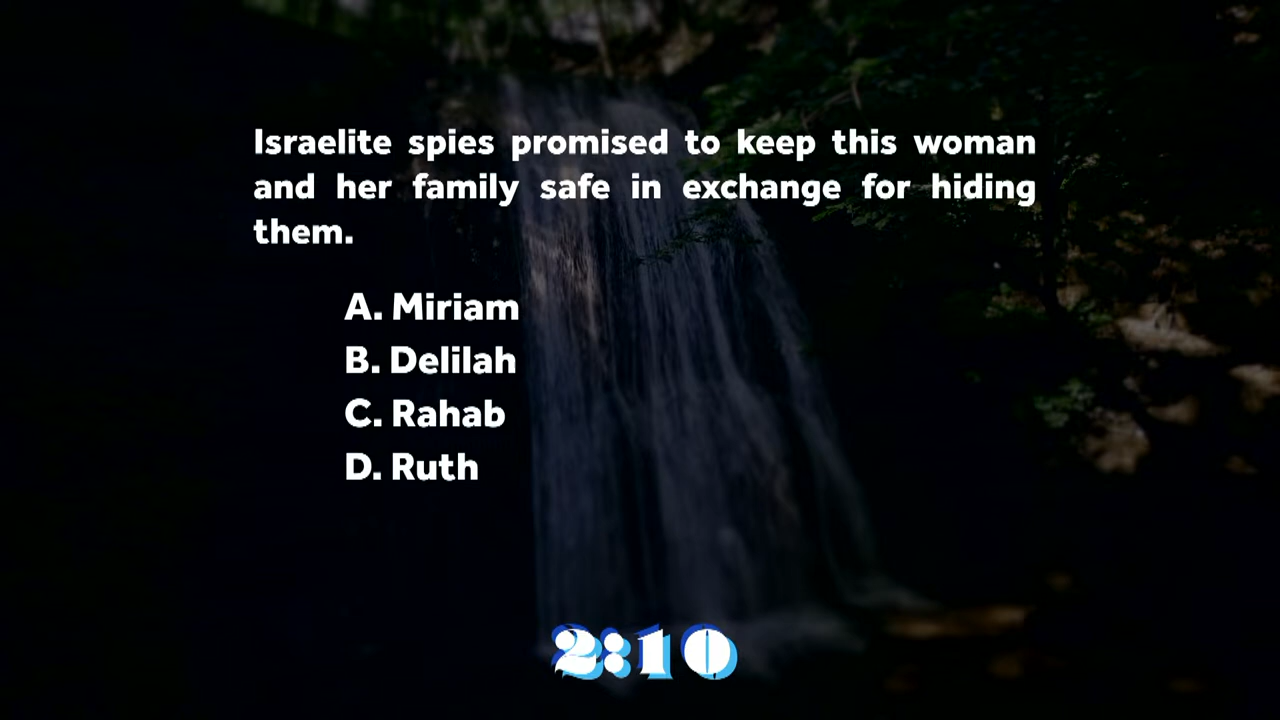 Israelite spies promised to keep this woman
and her family safe in exchange for hiding
them.
A. Miriam
B. Delilah
C. Rahab
D. Ruth
2:10